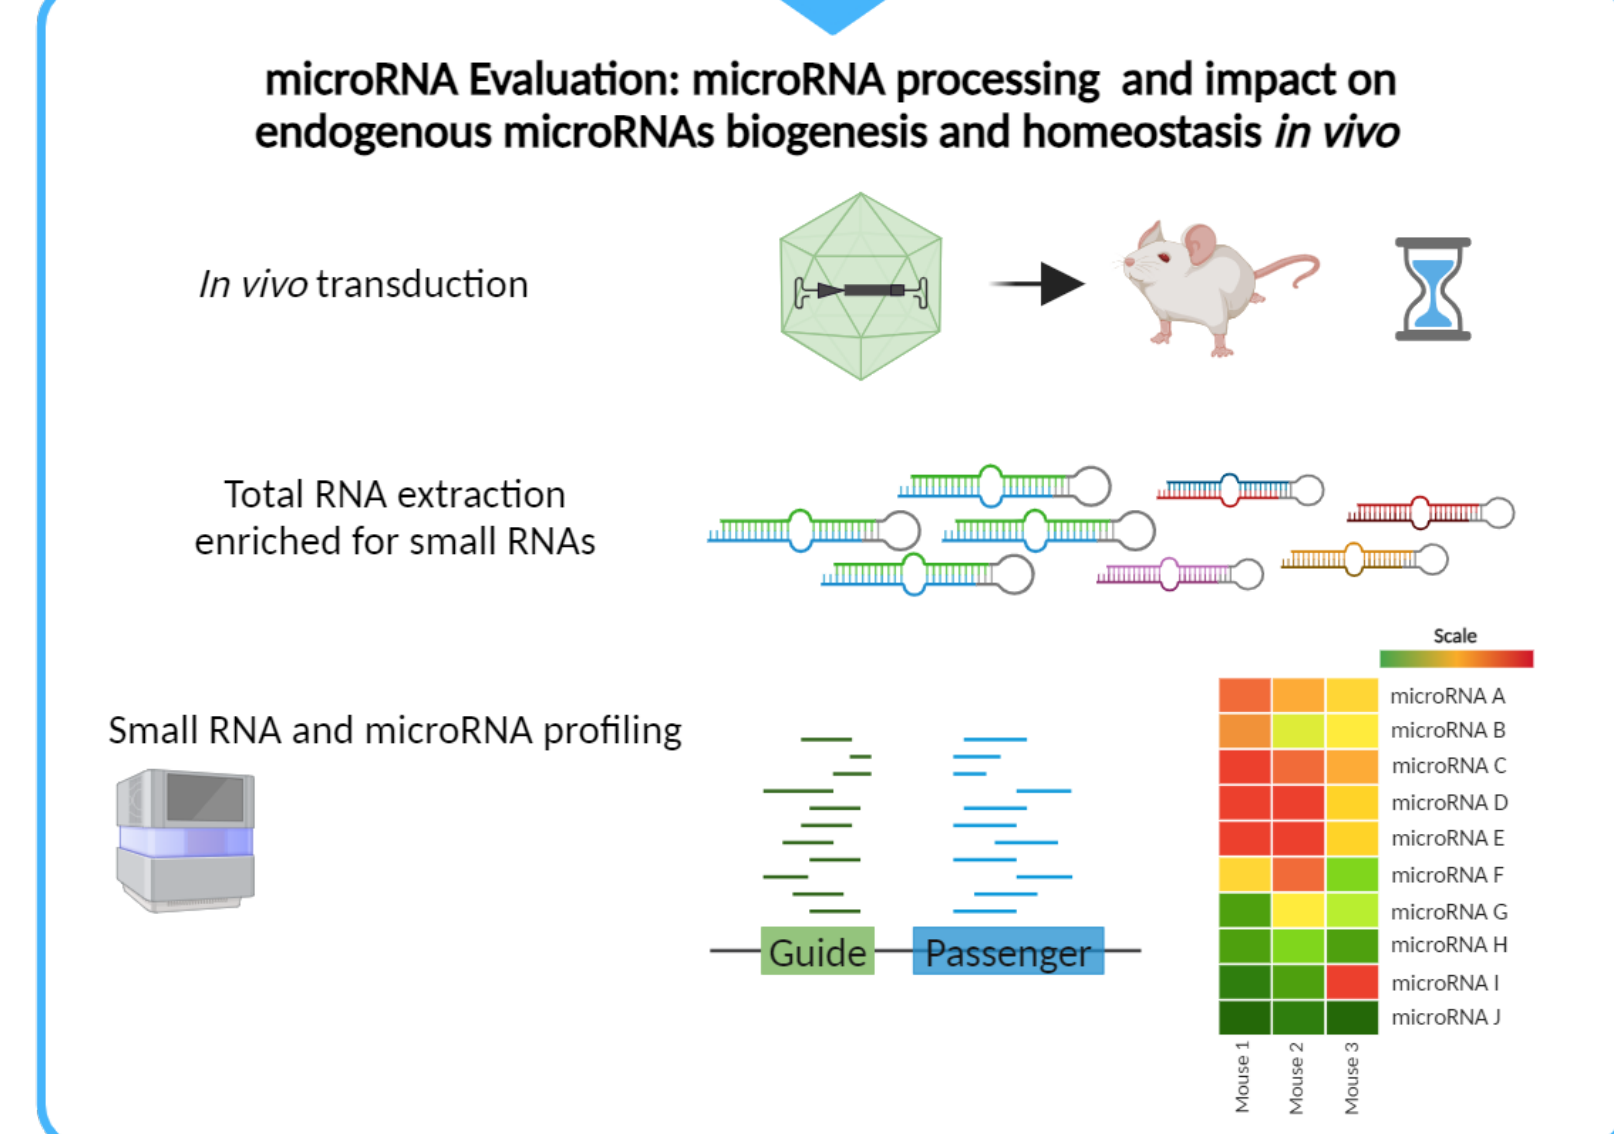 microRNA Evaluation: microRNA processing and impact on
endogenous microRNAs biogenesis and homeostasis in vivo
In vivo transduction
Total RNA extraction
enriched for small RNAs
Small RNA and microRNA profiling
Guide
Passenger
Scale
microRNA A
microRNA B
microRNA C
microRNA D
microRNA E
microRNA F
microRNA G
microRNA H
microRNA I
microRNA J
Mouse 1
Mouse 2
Mouse 3